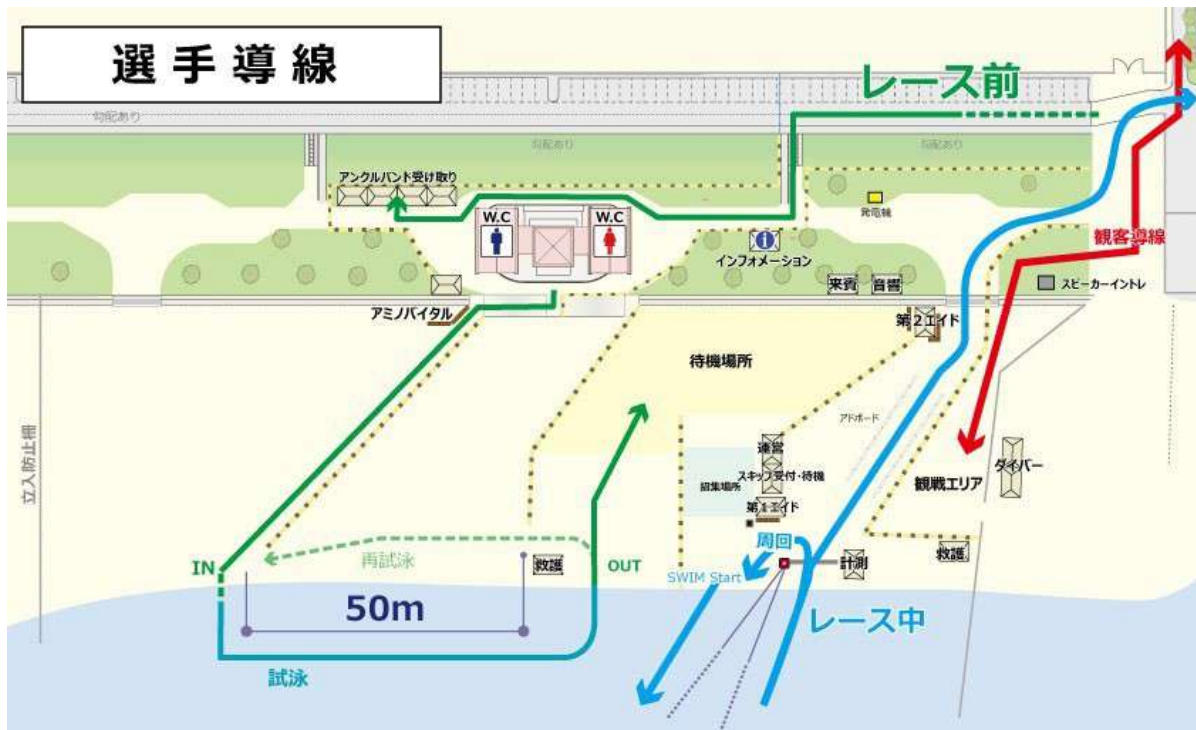 選手導線
レース前
勾配あり
勾配あり
勾配あり
アンクルバンド受け取り
発電機
W.C
W.C
観客導線
インフォメーション
スピーカーイントレ
来賓
音響
アミノバイタル
第2エイド
待機場所
アドボード
立入防止柵
運営
ダイバー
スキップ受付・待機
観戦エリア
招集場所
第1エイド
周回
救護
再試泳
IN
救護
OUT
SWIM Start
計測
50m
レース中
試泳